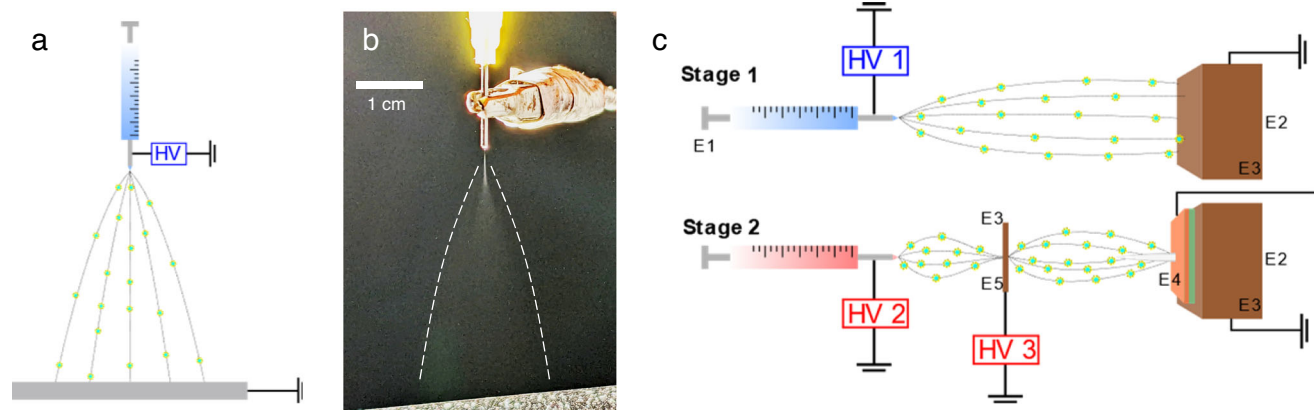 a
HV
b
1 cm
c
HV 1
Stage 1
E1
E2
E3
Stage 2
E3
E5
E4
E2
E3
HV 2
HV 3